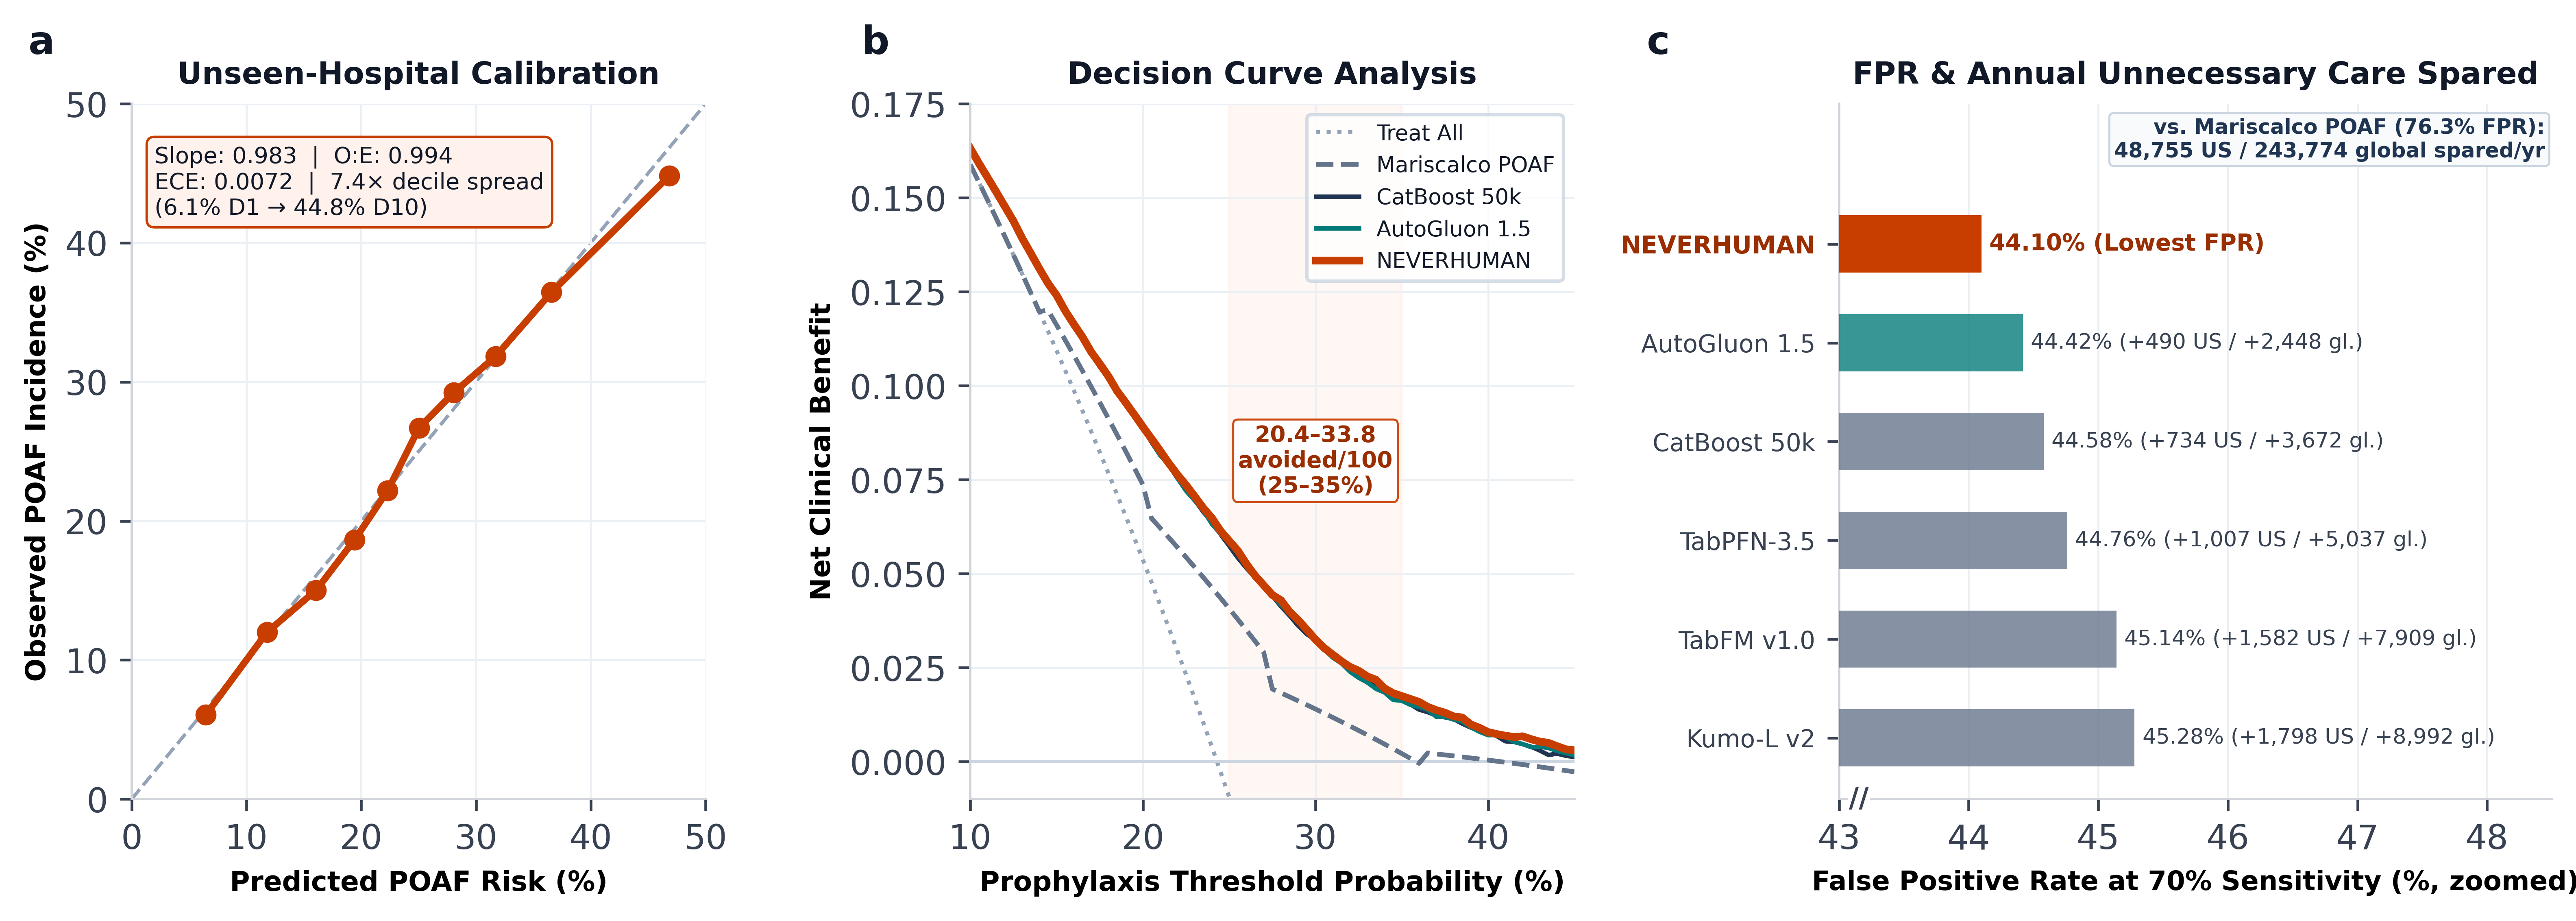 a
Unseen-Hospital Calibration
Slope: 0.983 | O:E: 0.994
ECE: 0.0072 | 7.4× decile spread
(6.1% D1 → 44.8% D10)
Observed POAF Incidence (%)
50
40
30
20
10
0
0 10 20 30 40 50
Predicted POAF Risk (%)
b
Decision Curve Analysis
Treat All
Mariscalco POAF
CatBoost 50k
AutoGluon 1.5
NEVERHUMAN
20.4–33.8
avoided/100
(25–35%)
Net Clinical Benefit
0.175
0.150
0.125
0.100
0.075
0.050
0.025
0.000
10 20 30 40
Prophylaxis Threshold Probability (%)
c
FPR & Annual Unnecessary Care Spared
vs. Mariscalco POAF (76.3% FPR):
48,755 US / 243,774 global spared/yr
NEVERHUMAN 44.10% (Lowest FPR)
AutoGluon 1.5 44.42% (+490 US / +2,448 gl.)
CatBoost 50k 44.58% (+734 US / +3,672 gl.)
TabPFN-3.5 44.76% (+1,007 US / +5,037 gl.)
TabFM v1.0 45.14% (+1,582 US / +7,909 gl.)
Kumo-L v2 45.28% (+1,798 US / +8,992 gl.)
43 // 44 45 46 47 48
False Positive Rate at 70% Sensitivity (%, zoomed)